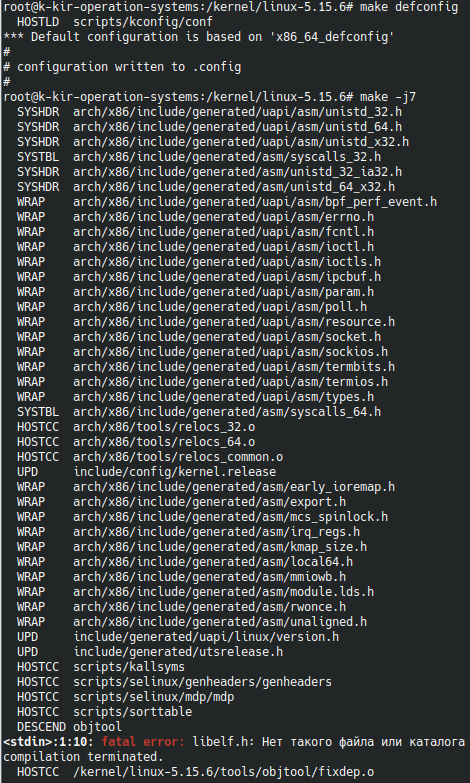 root@k-kir-operation-systems:/kernel/linux-5.15.6# make defconfig
  HOSTLD  scripts/kconfig/conf
*** Default configuration is based on 'x86_64_defconfig'
#
# configuration written to .config
#
root@k-kir-operation-systems:/kernel/linux-5.15.6# make -j7
  SYSHDR  arch/x86/include/generated/uapi/asm/unistd_32.h
  SYSHDR  arch/x86/include/generated/uapi/asm/unistd_64.h
  SYSHDR  arch/x86/include/generated/uapi/asm/unistd_x32.h
  SYSTBL  arch/x86/include/generated/asm/syscalls_32.h
  SYSHDR  arch/x86/include/generated/asm/unistd_32_ia32.h
  SYSHDR  arch/x86/include/generated/asm/unistd_64_x32.h
  WRAP    arch/x86/include/generated/uapi/asm/bpf_perf_event.h
  WRAP    arch/x86/include/generated/uapi/asm/errno.h
  WRAP    arch/x86/include/generated/uapi/asm/fcntl.h
  WRAP    arch/x86/include/generated/uapi/asm/ioctl.h
  WRAP    arch/x86/include/generated/uapi/asm/ioctls.h
  WRAP    arch/x86/include/generated/uapi/asm/ipcbuf.h
  WRAP    arch/x86/include/generated/uapi/asm/param.h
  WRAP    arch/x86/include/generated/uapi/asm/poll.h
  WRAP    arch/x86/include/generated/uapi/asm/resource.h
  WRAP    arch/x86/include/generated/uapi/asm/socket.h
  WRAP    arch/x86/include/generated/uapi/asm/sockios.h
  WRAP    arch/x86/include/generated/uapi/asm/termbits.h
  WRAP    arch/x86/include/generated/uapi/asm/termios.h
  WRAP    arch/x86/include/generated/uapi/asm/types.h
  SYSTBL  arch/x86/include/generated/asm/syscalls_64.h
  HOSTCC  arch/x86/tools/relocs_32.o
  HOSTCC  arch/x86/tools/relocs_64.o
  HOSTCC  arch/x86/tools/relocs_common.o
  UPD     include/config/kernel.release
  WRAP    arch/x86/include/generated/asm/early_ioremap.h
  WRAP    arch/x86/include/generated/asm/export.h
  WRAP    arch/x86/include/generated/asm/mcs_spinlock.h
  WRAP    arch/x86/include/generated/asm/irq_regs.h
  WRAP    arch/x86/include/generated/asm/kmap_size.h
  WRAP    arch/x86/include/generated/asm/local64.h
  WRAP    arch/x86/include/generated/asm/mmiowb.h
  WRAP    arch/x86/include/generated/asm/module.lds.h
  WRAP    arch/x86/include/generated/asm/rwonce.h
  WRAP    arch/x86/include/generated/asm/unaligned.h
  UPD     include/generated/uapi/linux/version.h
  UPD     include/generated/utsrelease.h
  HOSTCC  scripts/kallsyms
  HOSTCC  scripts/selinux/genheaders/genheaders
  HOSTCC  scripts/selinux/mdp/mdp
  HOSTCC  scripts/sorttable
  DESCEND objtool
<stdin>:1:10: fatal error: libelf.h: Нет такого файла или каталога
compilation terminated.
  HOSTCC  /kernel/linux-5.15.6/tools/objtool/fixdep.o